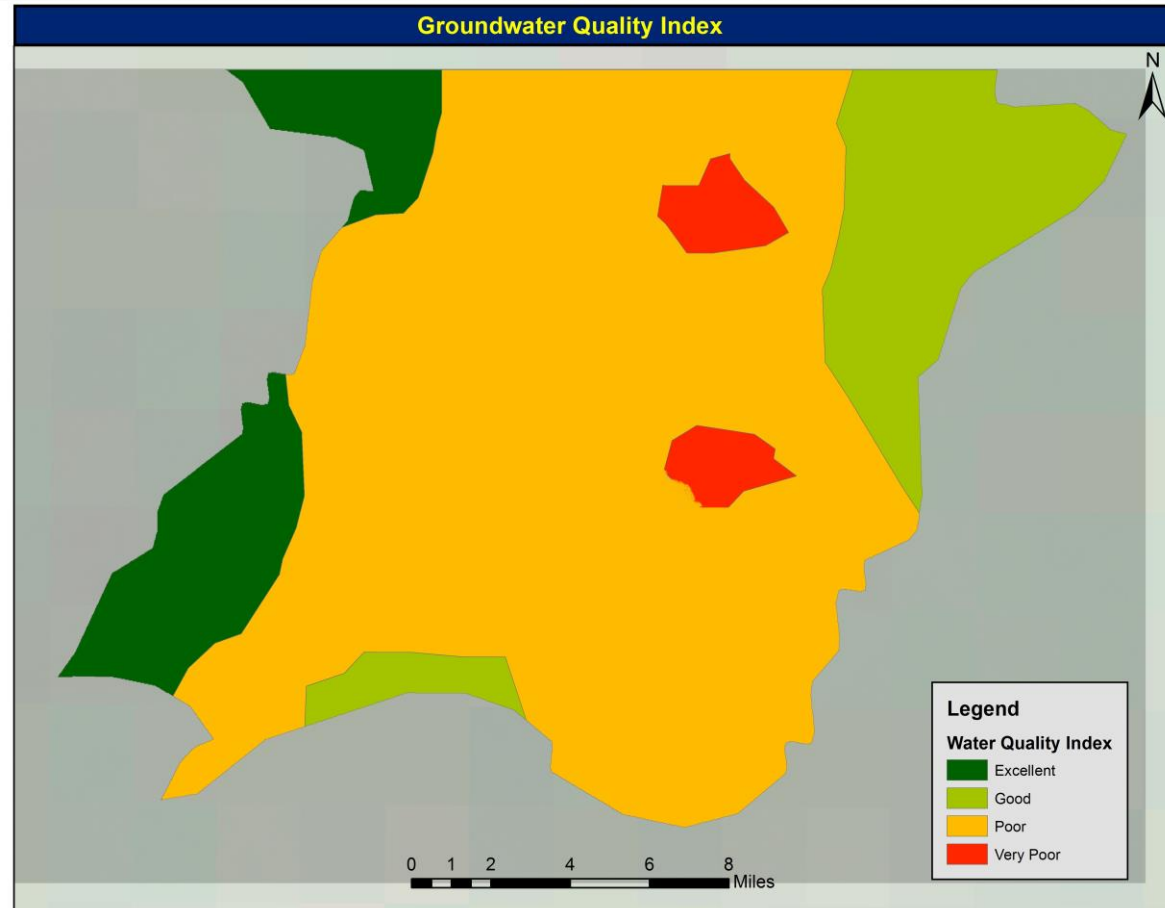 Groundwater Quality Index
N
Legend
Water Quality Index
Excellent
Good
Poor
Very Poor
0 1 2 4 6 8
Miles